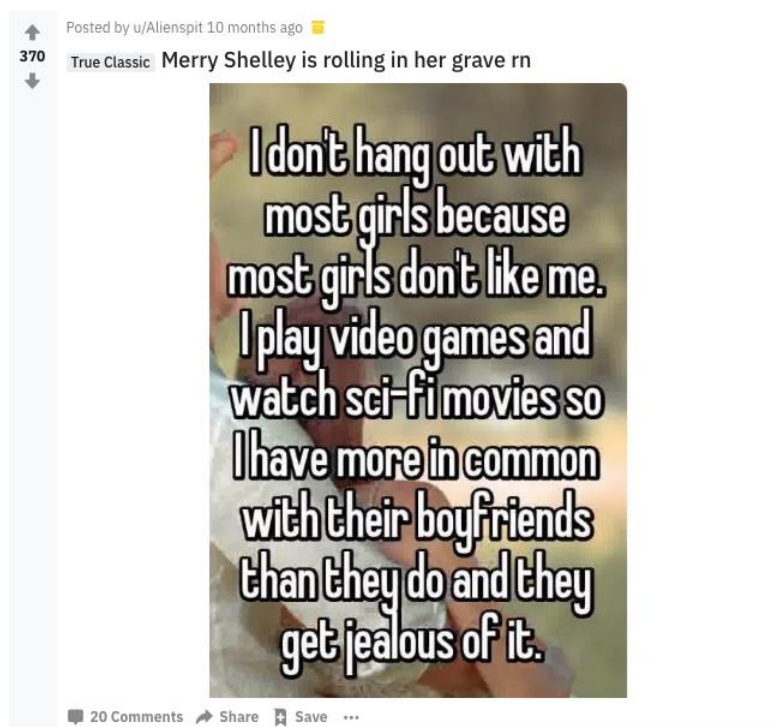 Posted by u/Alienspit 10 months ago
370
True Classic Merry Shelley is rolling in her grave rn
I don't hang out with
most girls because
most girls don't like me.
I play video games and
watch sci-fi movies so
I have more in common
with their boyfriends
than they do and they
get jealous of it.
20 Comments Share Save ...